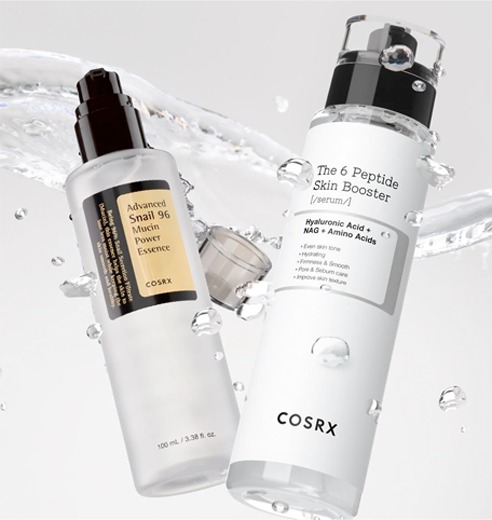 Advanced
Snail 96
Mucin
Power
Essence
COSRX
100 mL / 3.38 fl. oz.
The 6 Peptide
Skin Booster
[/serum/]
Hyaluronic Acid +
NAG + Amino Acids
• Even skin tone
• Hydrating
• Firmness & Smooth
• Pore & Sebum care
• Improve skin texture
COSRX